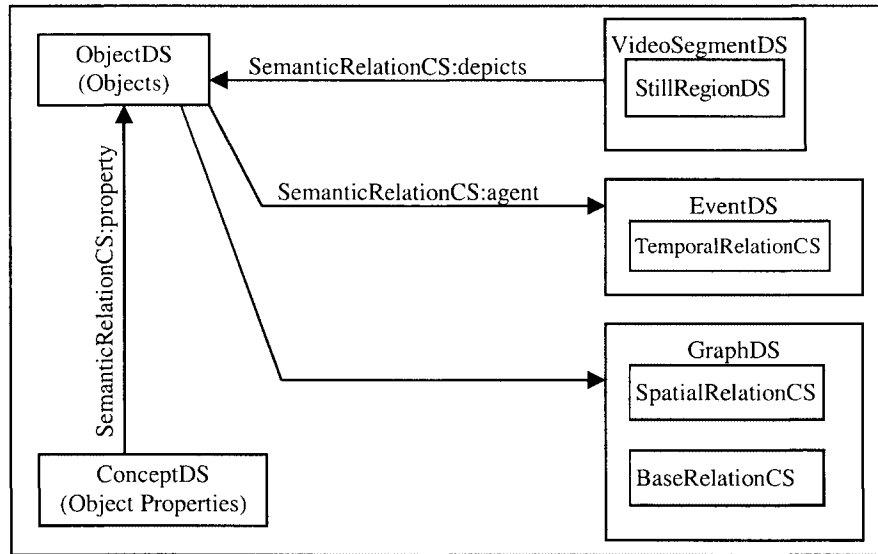 ObjectDS
(Objects)
SemanticRelationCS:depicts
VideoSegmentDS
StillRegionDS
SemanticRelationCS:property
SemanticRelationCS:agent
EventDS
TemporalRelationCS
GraphDS
SpatialRelationCS
BaseRelationCS
ConceptDS
(Object Properties)